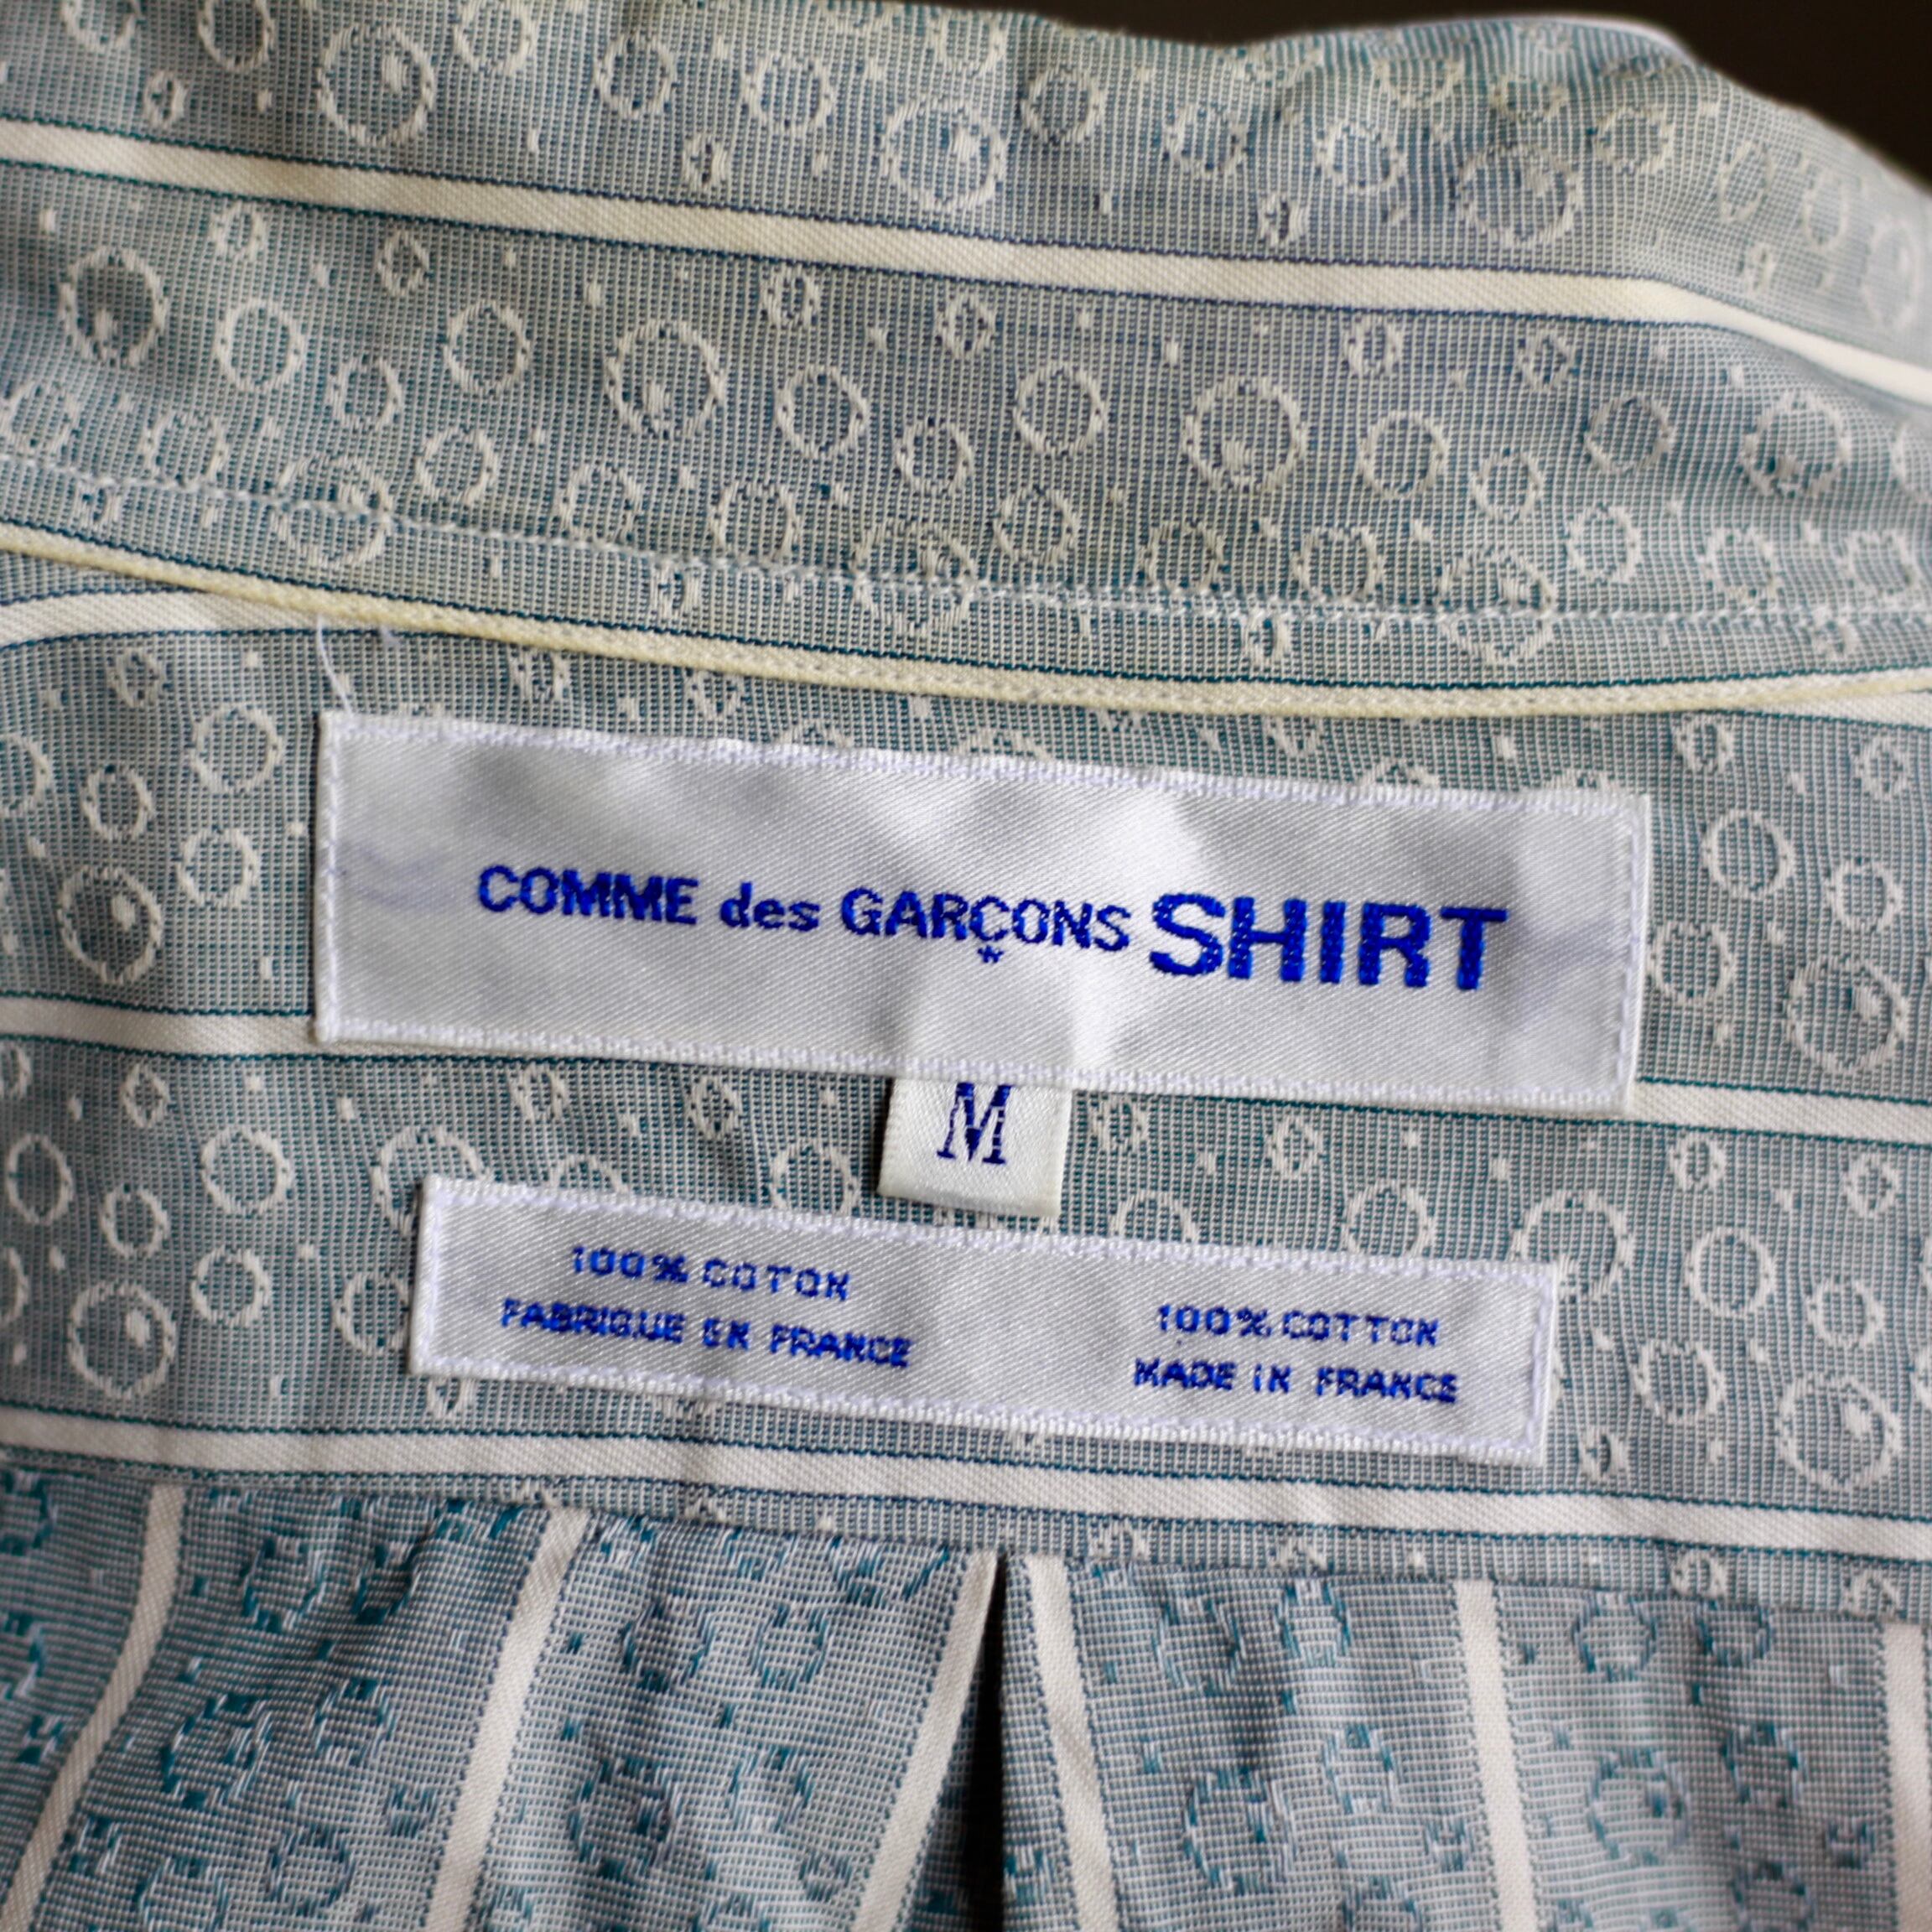 COMME des GARÇONS SHIRT
M
100% COTON
FABRIQUE EN FRANCE
100% COTTON
MADE IN FRANCE